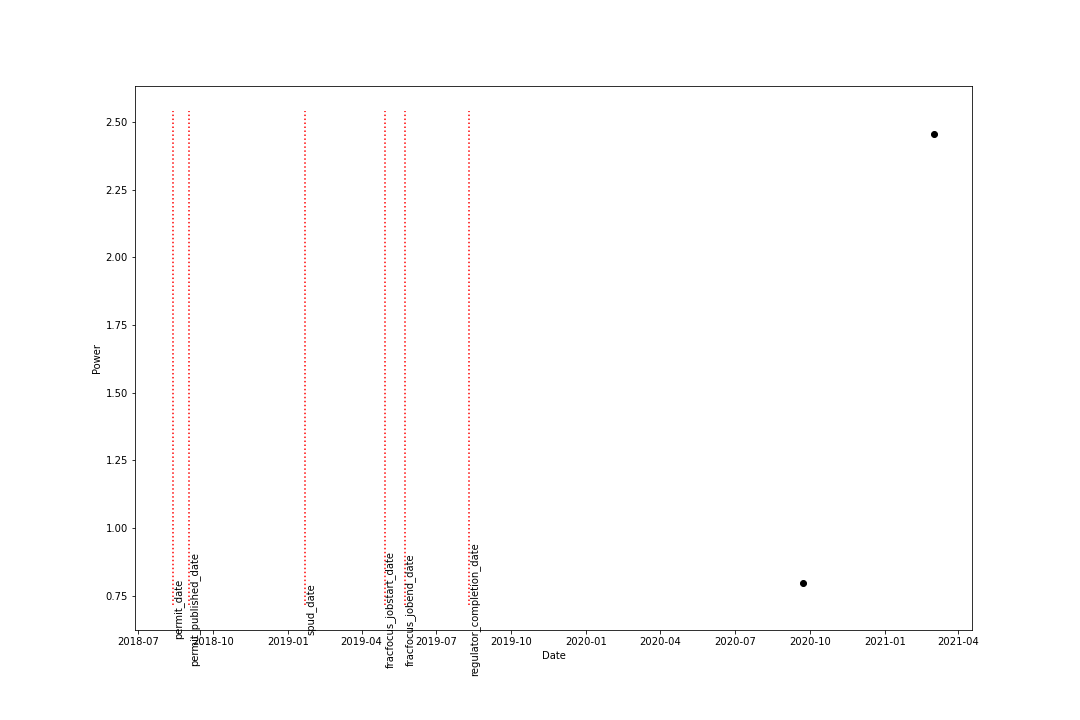 2.50
2.25
2.00
1.75
1.50
1.25
1.00
0.75
Power
permit_date
permit_published_date
spud_date
fracfocus_jobstart_date
fracfocus_jobend_date
regulator_completion_date
2018-07 2018-10 2019-01 2019-04 2019-07 2019-10 2020-01 2020-04 2020-07 2020-10 2021-01 2021-04
Date